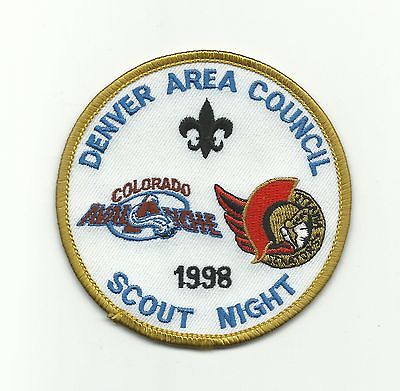 DENVER AREA COUNCIL
COLORADO
AVALANCHE
1998
SCOUT NIGHT